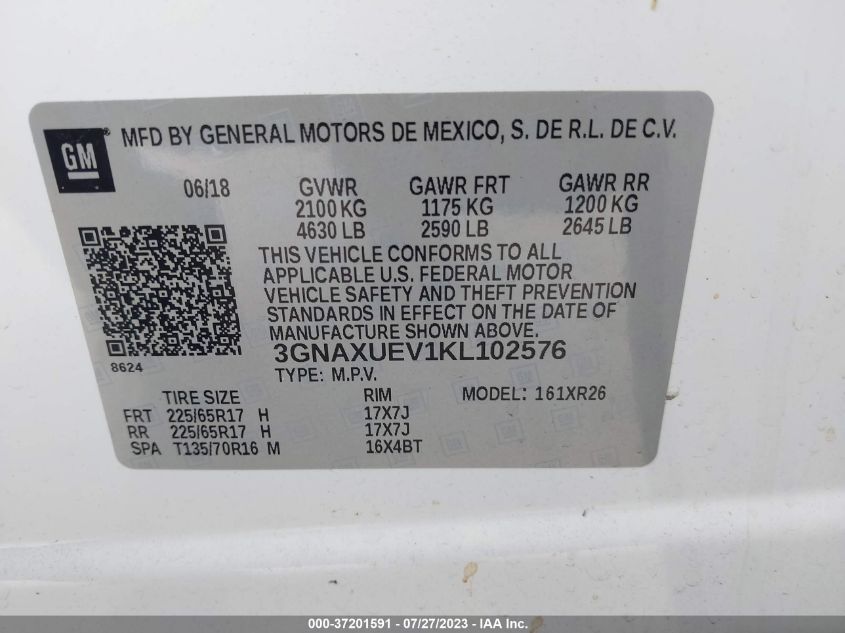 GM® MFD BY GENERAL MOTORS DE MEXICO, S. DE R.L. DE C.V.
06/18 GVWR GAWR FRT GAWR RR
2100 KG 1175 KG 1200 KG
4630 LB 2590 LB 2645 LB
THIS VEHICLE CONFORMS TO ALL
APPLICABLE U.S. FEDERAL MOTOR
VEHICLE SAFETY AND THEFT PREVENTION
STANDARDS IN EFFECT ON THE DATE OF
MANUFACTURE SHOWN ABOVE.
3GNAXUEV1KL102576
8624
TYPE: M.P.V.
TIRE SIZE RIM MODEL: 161XR26
FRT 225/65R17 H 17X7J
RR 225/65R17 H 17X7J
SPA T135/70R16 M 16X4BT
000-37201591 - 07/27/2023 - IAA Inc.